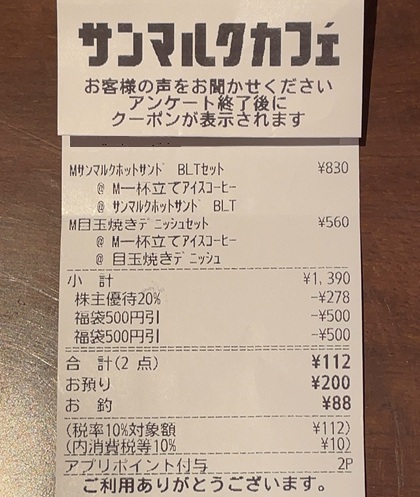 サンマルクカフェ
お客様の声をお聞かせください
アンケート終了後に
クーポンが表示されます
Mサンマルクホットサンド BLTセット ¥830
@ M一杯立てアイスコーヒー
@ サンマルクホットサンド BLT
M目玉焼きデニッシュセット ¥560
@ M一杯立てアイスコーヒー
@ 目玉焼きデニッシュ
小 計 ¥1,390
株主優待20% -¥278
福袋500円引 -¥500
福袋500円引 -¥500
合 計(2 点) ¥112
お預り ¥200
お 釣 ¥88
(税率10%対象額 ¥112)
(内消費税等10% ¥10)
アプリポイント付与 2P
ご利用ありがとうございます。